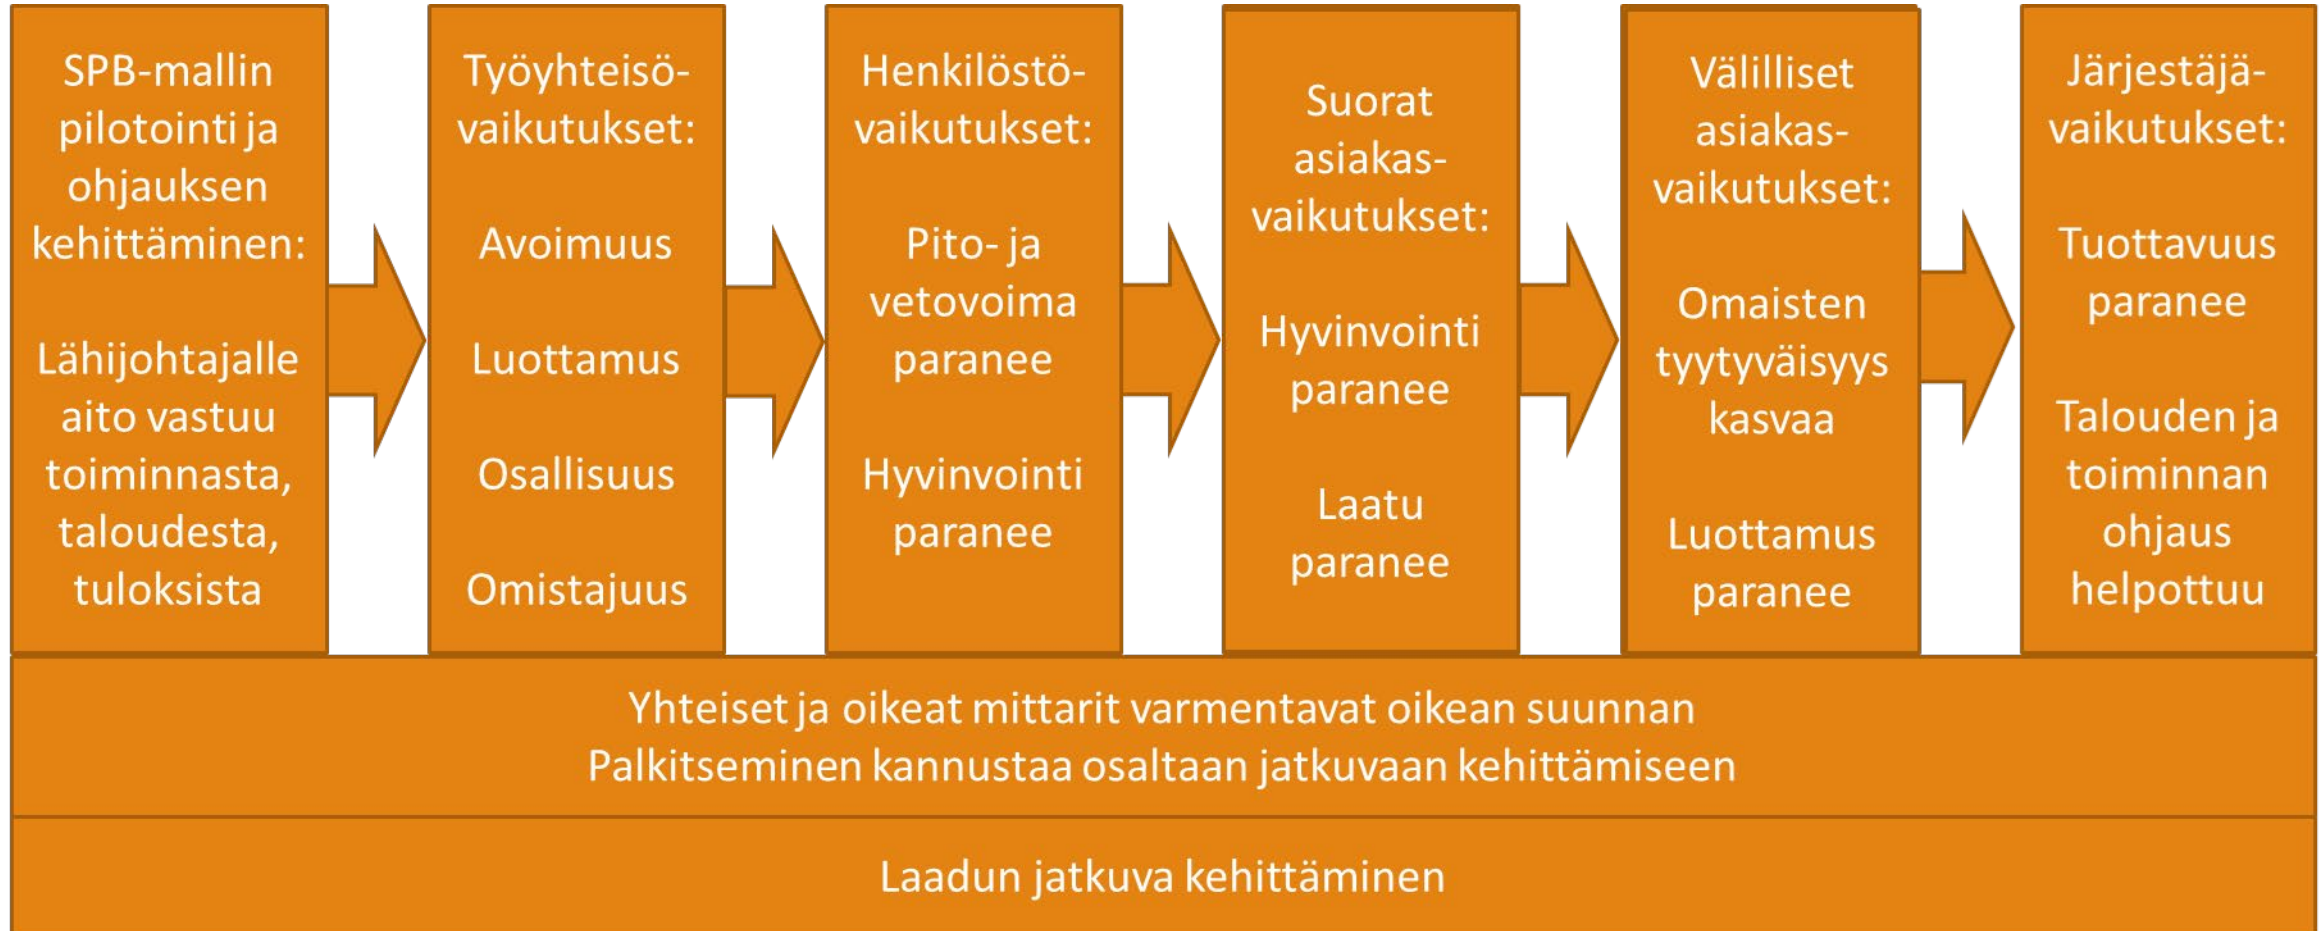 SPB-mallin
pilotointi ja
ohjauksen
kehittäminen:
Lähijohtajalle
aito vastuu
toiminnasta,
taloudesta,
tuloksista
Työyhteisö-
vaikutukset:
Avoimuus
Luottamus
Osallisuus
Omistajuus
Henkilöstö-
vaikutukset:
Pito- ja
vetovoima
paranee
Hyvinvointi
paranee
Suorat
asiakas-
vaikutukset:
Hyvinvointi
paranee
Laatu
paranee
Välilliset
asiakas-
vaikutukset:
Omaisten
tyytyväisyys
kasvaa
Luottamus
paranee
Järjestäjä-
vaikutukset:
Tuottavuus
paranee
Talouden ja
toiminnan
ohjaus
helpottuu
Yhteiset ja oikeat mittarit varmentavat oikean suunnan
Palkitseminen kannustaa osaltaan jatkuvaan kehittämiseen
Laadun jatkuva kehittäminen